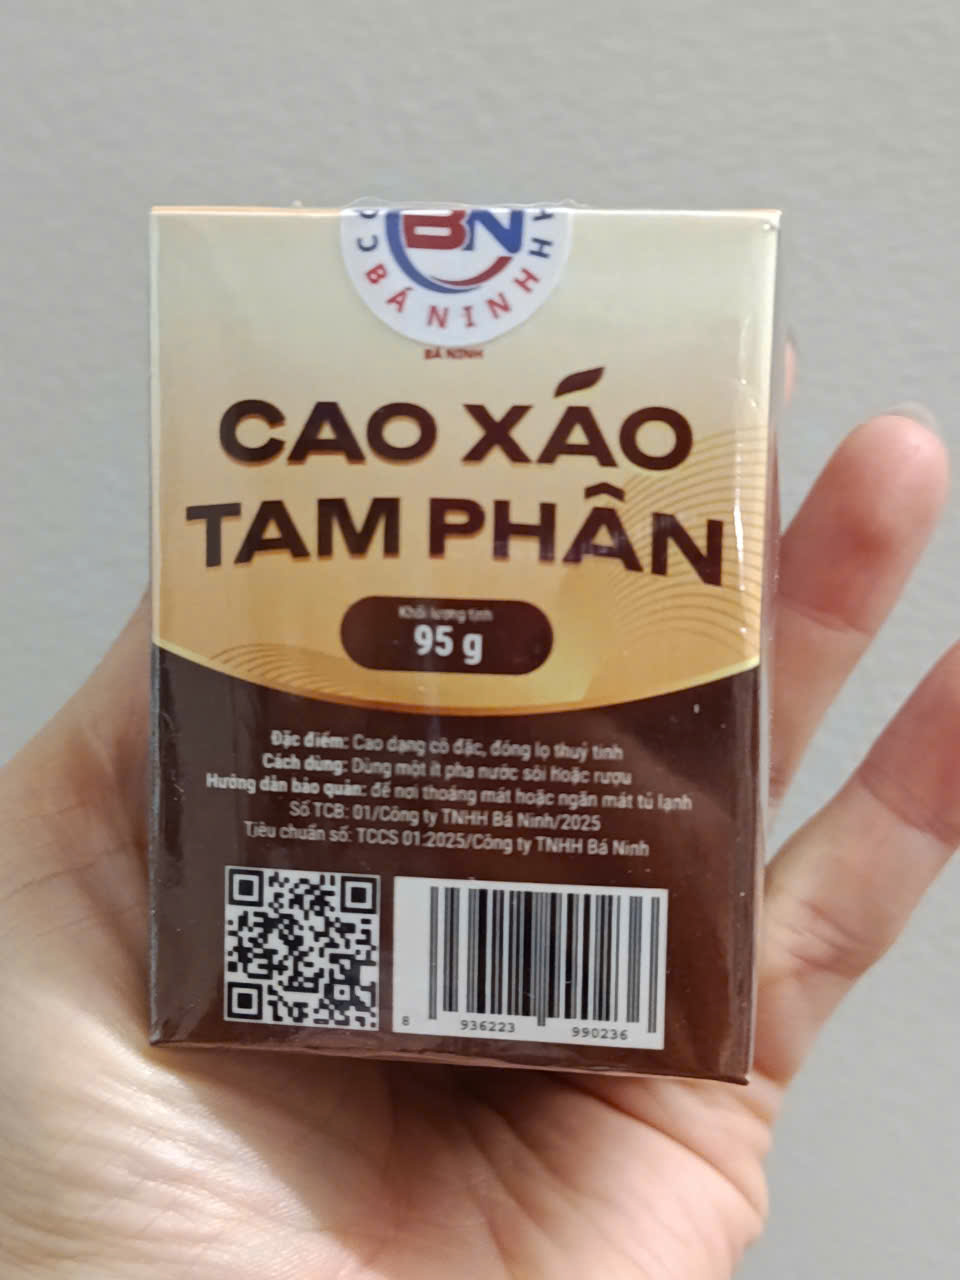 BN
BÁ NINH
BÁ NINH
CAO XÁO
TAM PHÂN
Khối lượng tịnh
95 g
Đặc điểm: Cao dạng cô đặc, đóng lọ thuỷ tinh
Cách dùng: Dùng một ít pha nước sôi hoặc rượu
Hướng dẫn bảo quản: để nơi thoáng mát hoặc ngăn mát tủ lạnh
Số TCB: 01/Công ty TNHH Bá Ninh/2025
Tiêu chuẩn số: TCCS 01:2025/Công ty TNHH Bá Ninh
8 936223 990236